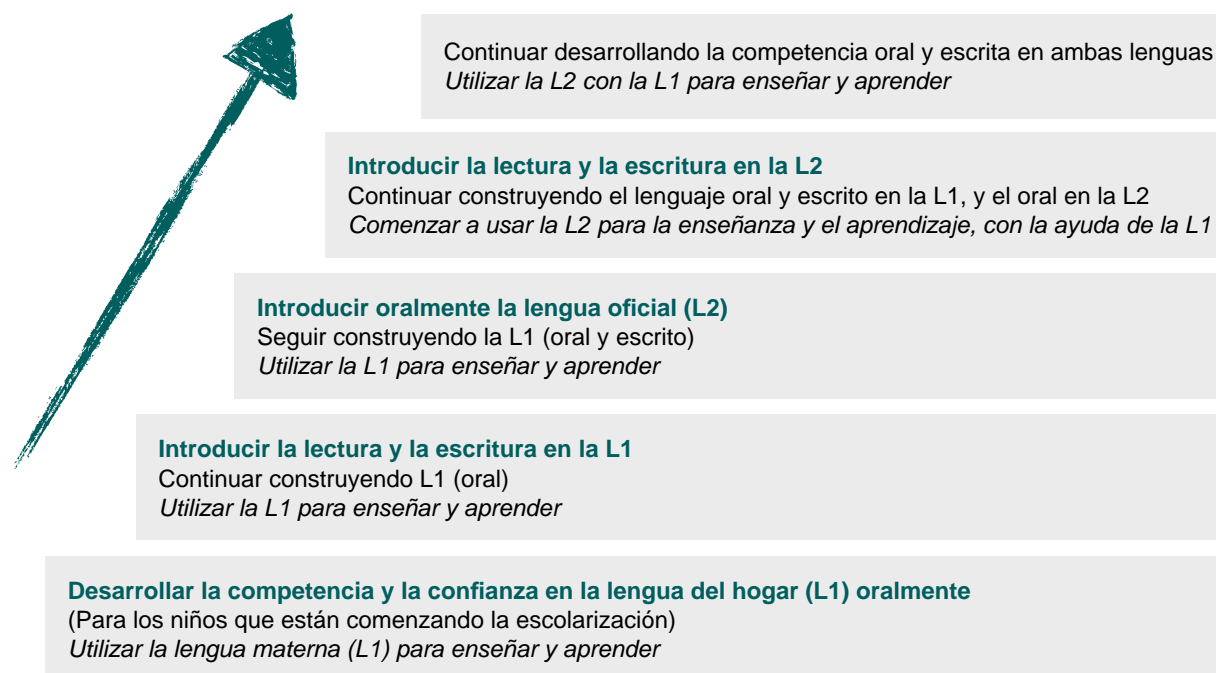 Continuar desarrollando la competencia oral y escrita en ambas lenguas
Utilizar la L2 con la L1 para enseñar y aprender
Introducir la lectura y la escritura en la L2
Continuar construyendo el lenguaje oral y escrito en la L1, y el oral en la L2
Comenzar a usar la L2 para la enseñanza y el aprendizaje, con la ayuda de la L1
Introducir oralmente la lengua oficial (L2)
Seguir construyendo la L1 (oral y escrito)
Utilizar la L1 para enseñar y aprender
Introducir la lectura y la escritura en la L1
Continuar construyendo L1 (oral)
Utilizar la L1 para enseñar y aprender
Desarrollar la competencia y la confianza en la lengua del hogar (L1) oralmente
(Para los niños que están comenzando la escolarización)
Utilizar la lengua materna (L1) para enseñar y aprender